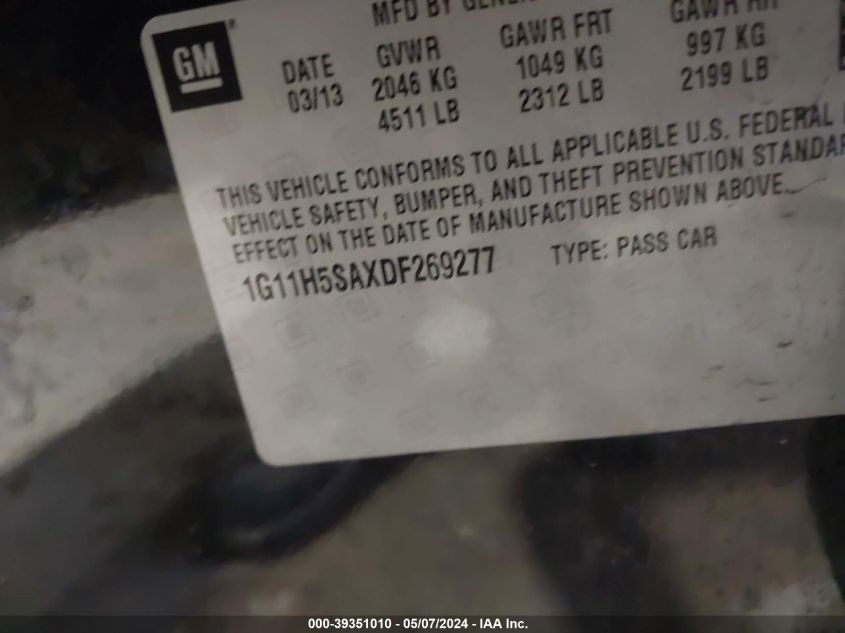 MFD BY
GM
DATE GVWR GAWR FRT GAWR RR
03/13 2046 KG 1049 KG 997 KG
4511 LB 2312 LB 2199 LB
THIS VEHICLE CONFORMS TO ALL APPLICABLE U.S. FEDERAL
VEHICLE SAFETY, BUMPER, AND THEFT PREVENTION
EFFECT ON THE DATE OF MANUFACTURE SHOWN ABOVE.
1G11H5SAXDF269277 TYPE: PASS CAR
000-39351010 - 05/07/2024 - IAA Inc.